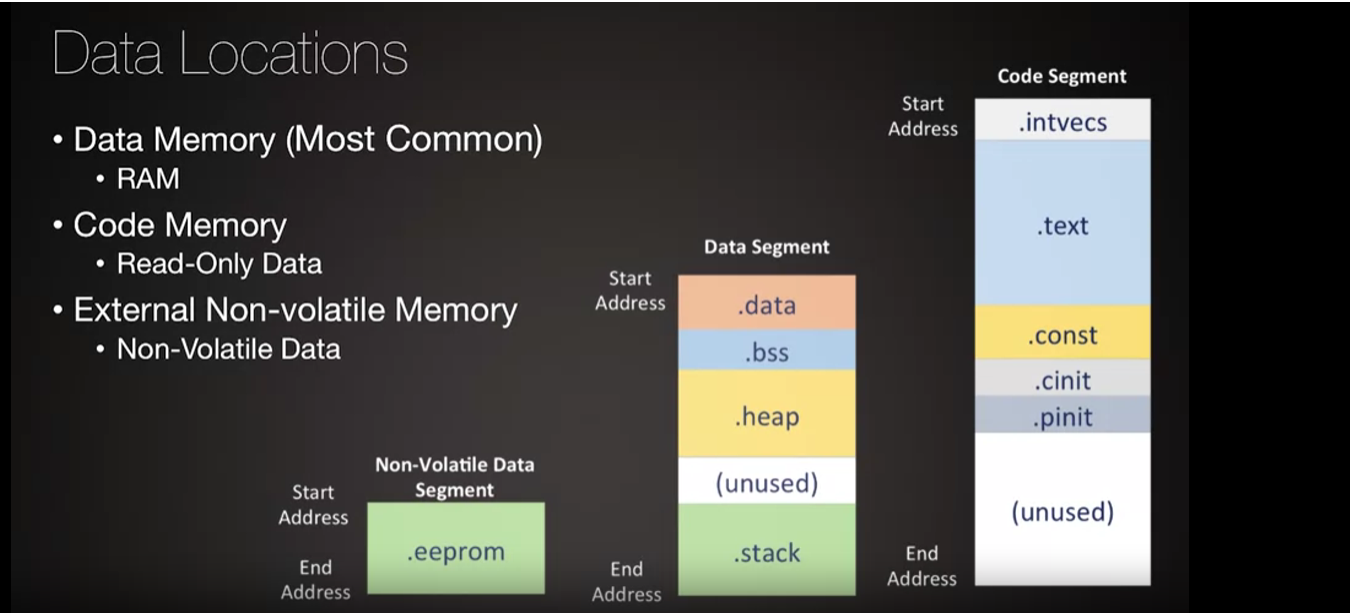 Data Locations
• Data Memory (Most Common)
• RAM
• Code Memory
• Read-Only Data
• External Non-volatile Memory
• Non-Volatile Data
Non-Volatile Data
Segment
Start
Address
.eeprom
End
Address
Data Segment
Start
Address
.data
.bss
.heap
(unused)
.stack
End
Address
Code Segment
Start
Address
.intvecs
.text
.const
.cinit
.pinit
(unused)
End
Address